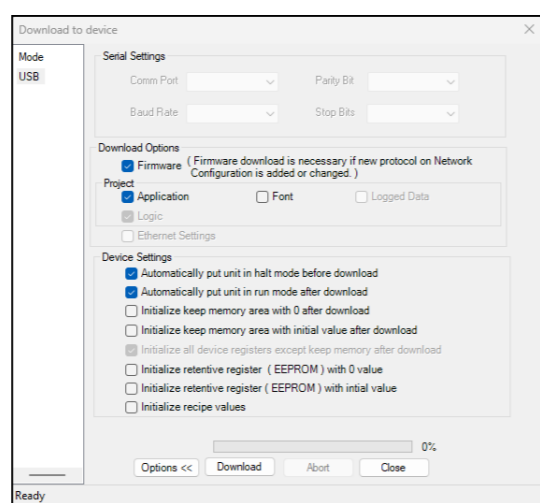 Download to device
Mode
USB
Serial Settings
Comm Port
Parity Bit
Baud Rate
Stop Bits
Download Options
Firmware ( Firmware download is necessary if new protocol on Network
Configuration is added or changed. )
Project
Application
Font
Logged Data
Logic
Ethernet Settings
Device Settings
Automatically put unit in halt mode before download
Automatically put unit in run mode after download
Initialize keep memory area with 0 after download
Initialize keep memory area with initial value after download
Initialize all device registers except keep memory after download
Initialize retentive register ( EEPROM ) with 0 value
Initialize retentive register ( EEPROM ) with intial value
Initialize recipe values
0%
Options <<
Download
Abort
Close
Ready